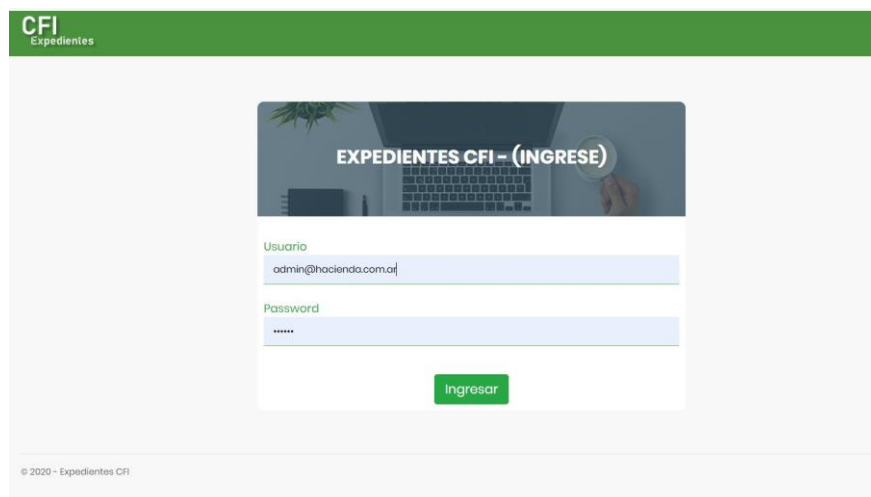 CFI
Expedientes
EXPEDIENTES CFI - (INGRESE)
Usuario
admin@hacienda.com.ar
Password
••••••
Ingresar
© 2020 - Expedientes CFI